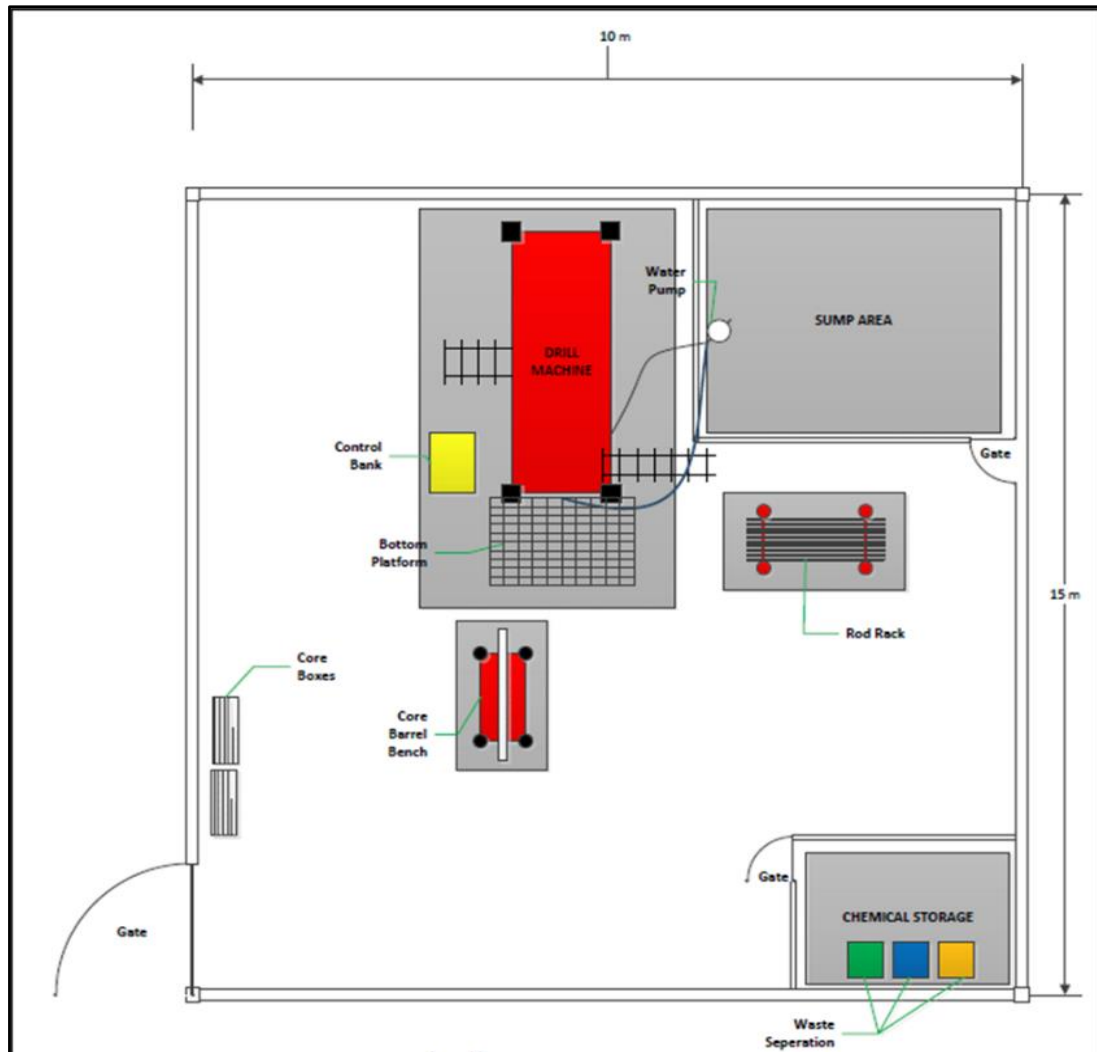 10 m
Water
Pump
SUMP AREA
DRILL
MACHINE
Control
Bank
Gate
Bottom
Platform
15 m
Rod Rack
Core
Boxes
Core
Barrel
Bench
Gate
Gate
CHEMICAL STORAGE
Waste
Seperation